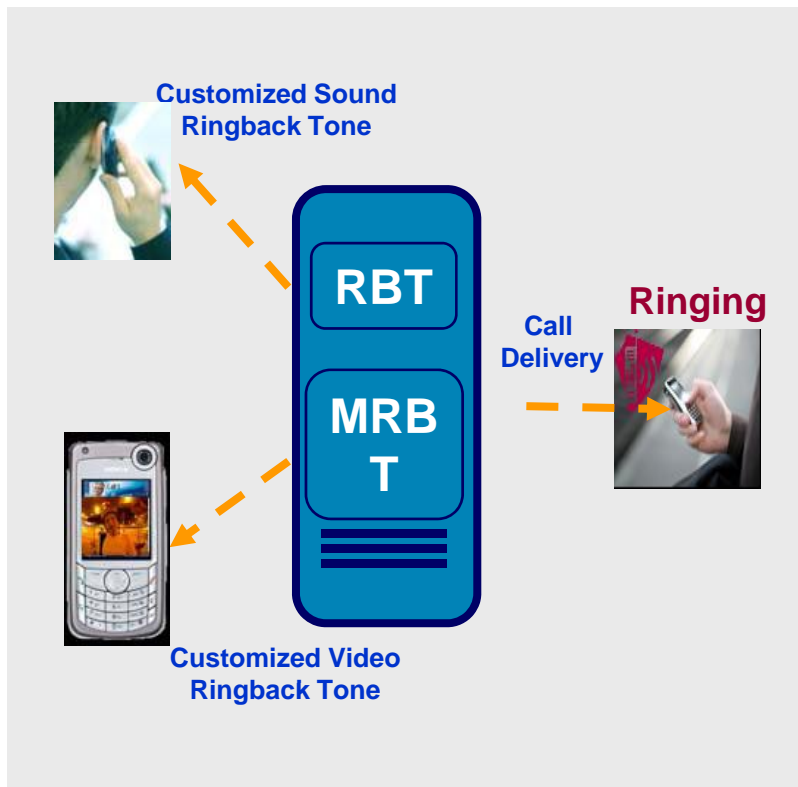 Customized Sound
Ringback Tone
RBT
Ringing
Call
Delivery
MRB
T
Customized Video
Ringback Tone